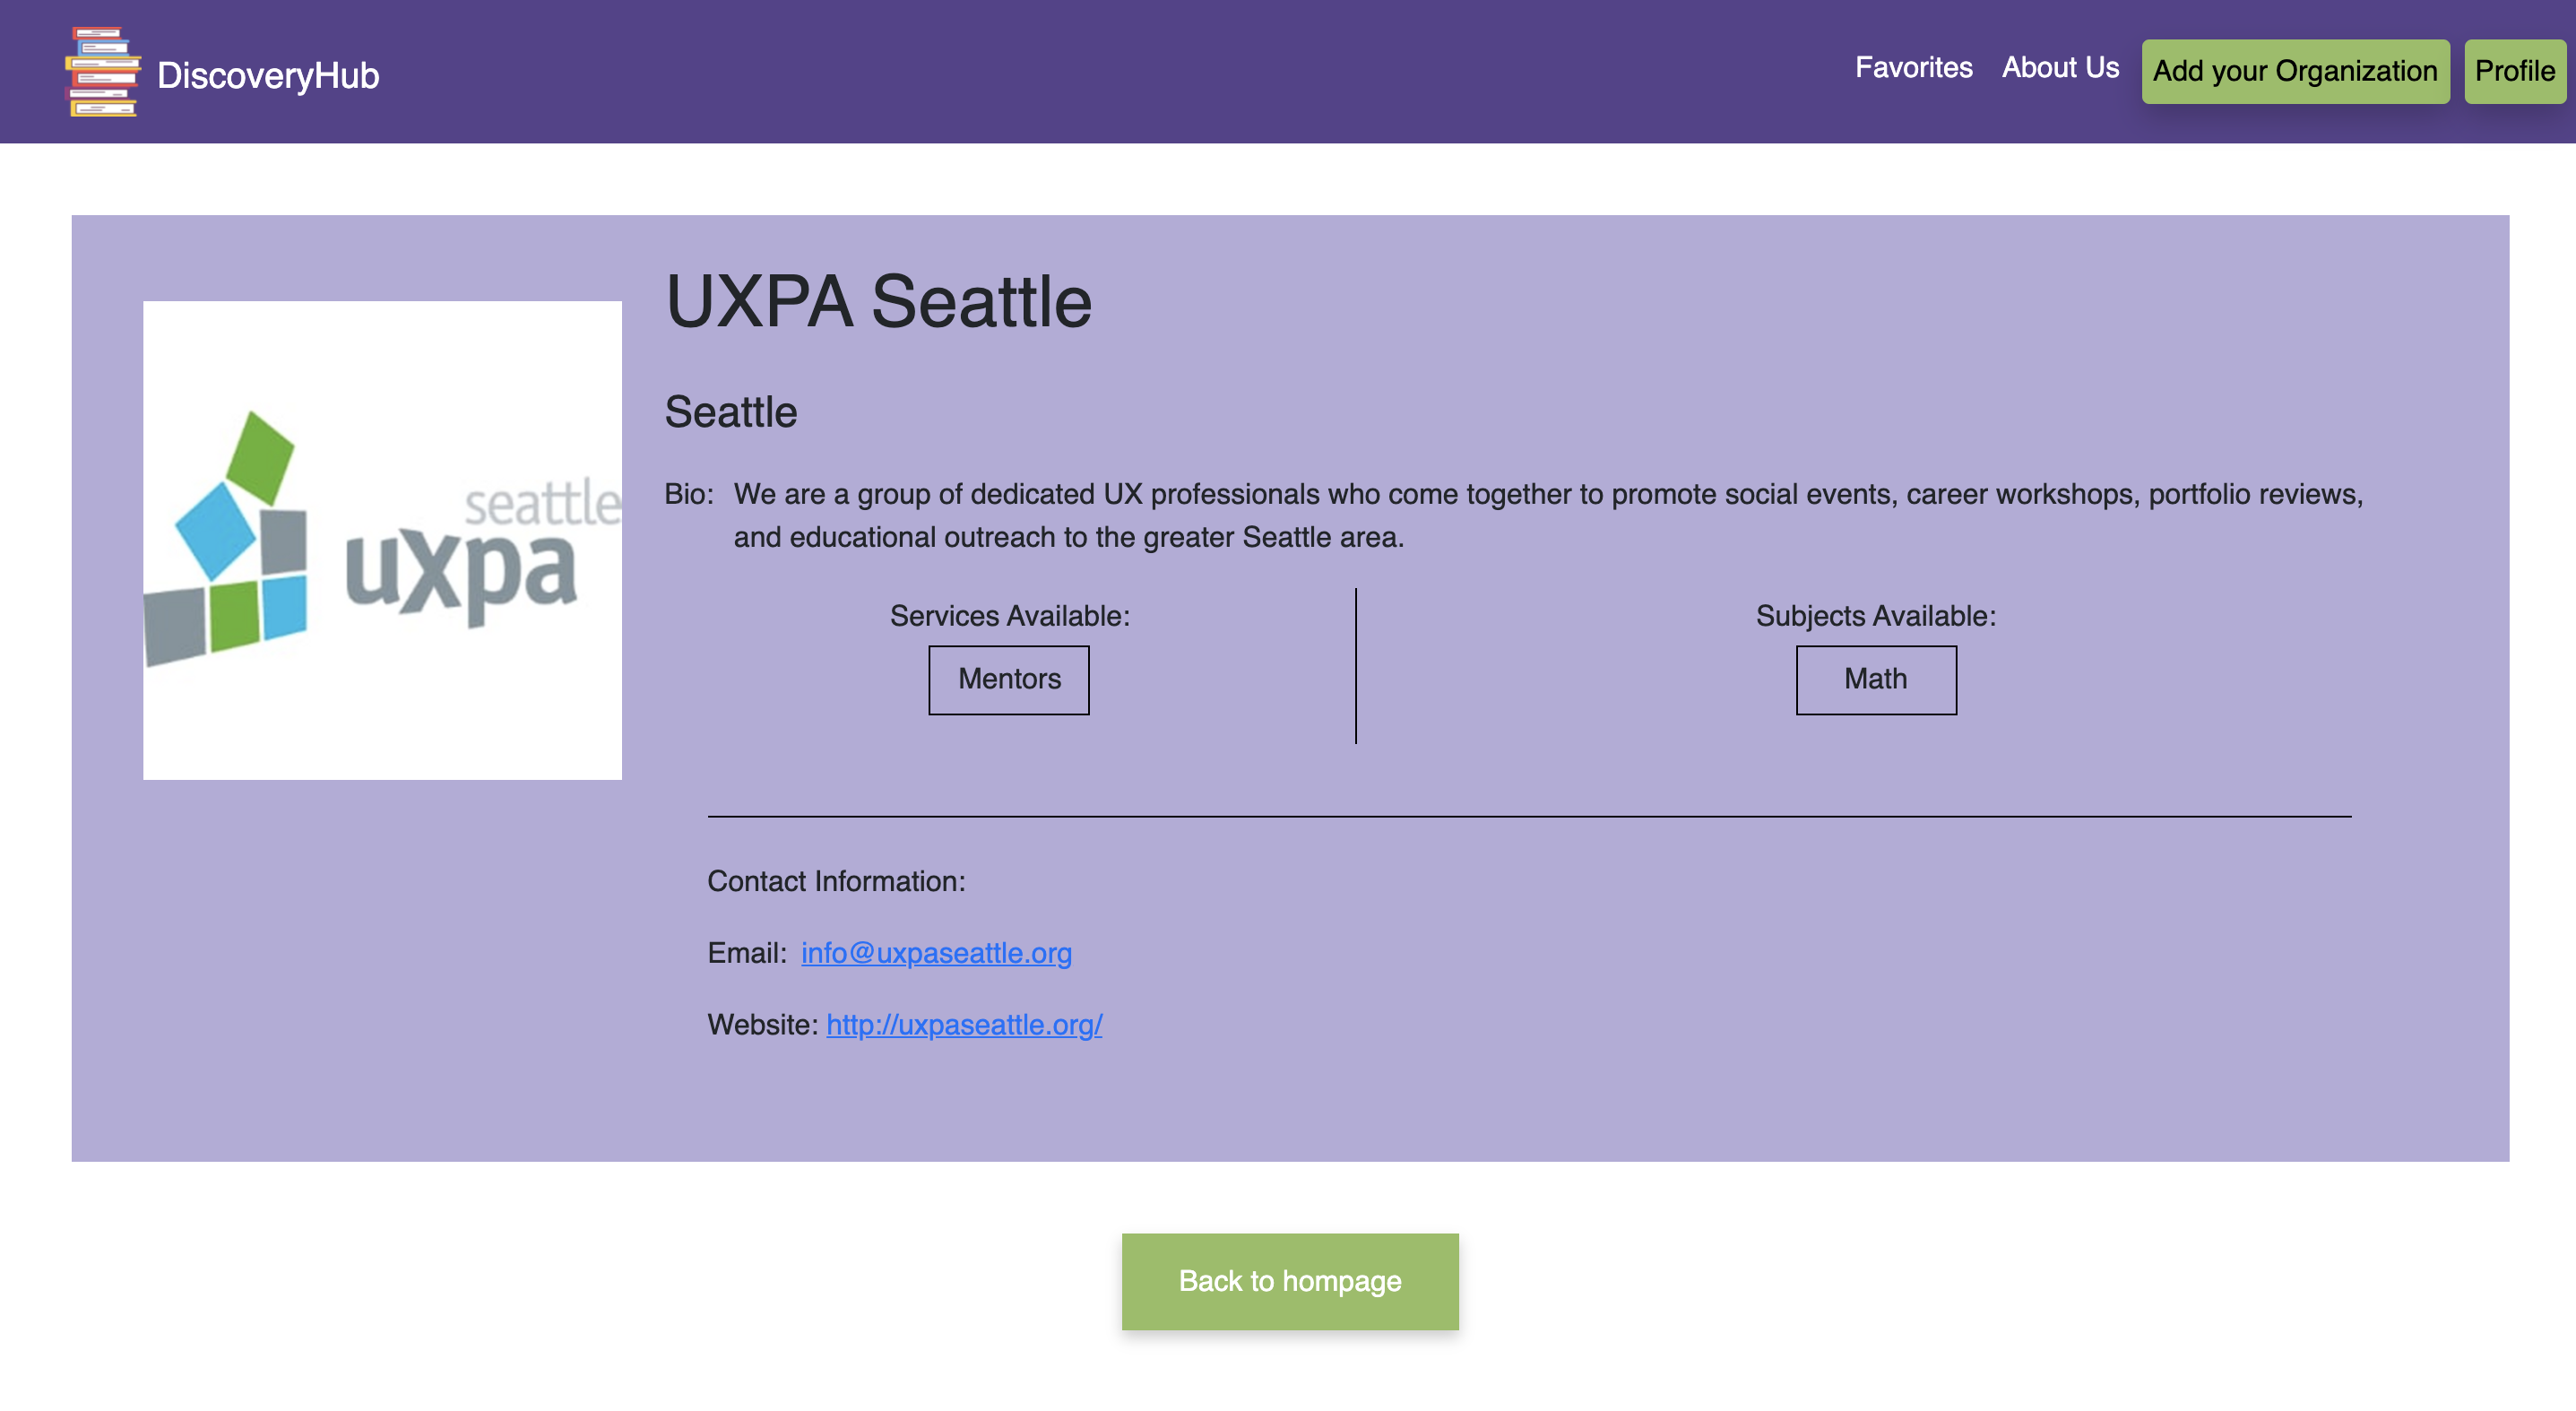 DiscoveryHub
Favorites About Us Add your Organization Profile
UXPA Seattle
seattle
uxpa
Seattle
Bio: We are a group of dedicated UX professionals who come together to promote social events, career workshops, portfolio reviews,
and educational outreach to the greater Seattle area.
Services Available:
Mentors
Subjects Available:
Math
Contact Information:
Email: info@uxpaseattle.org
Website: http://uxpaseattle.org/
Back to hompage